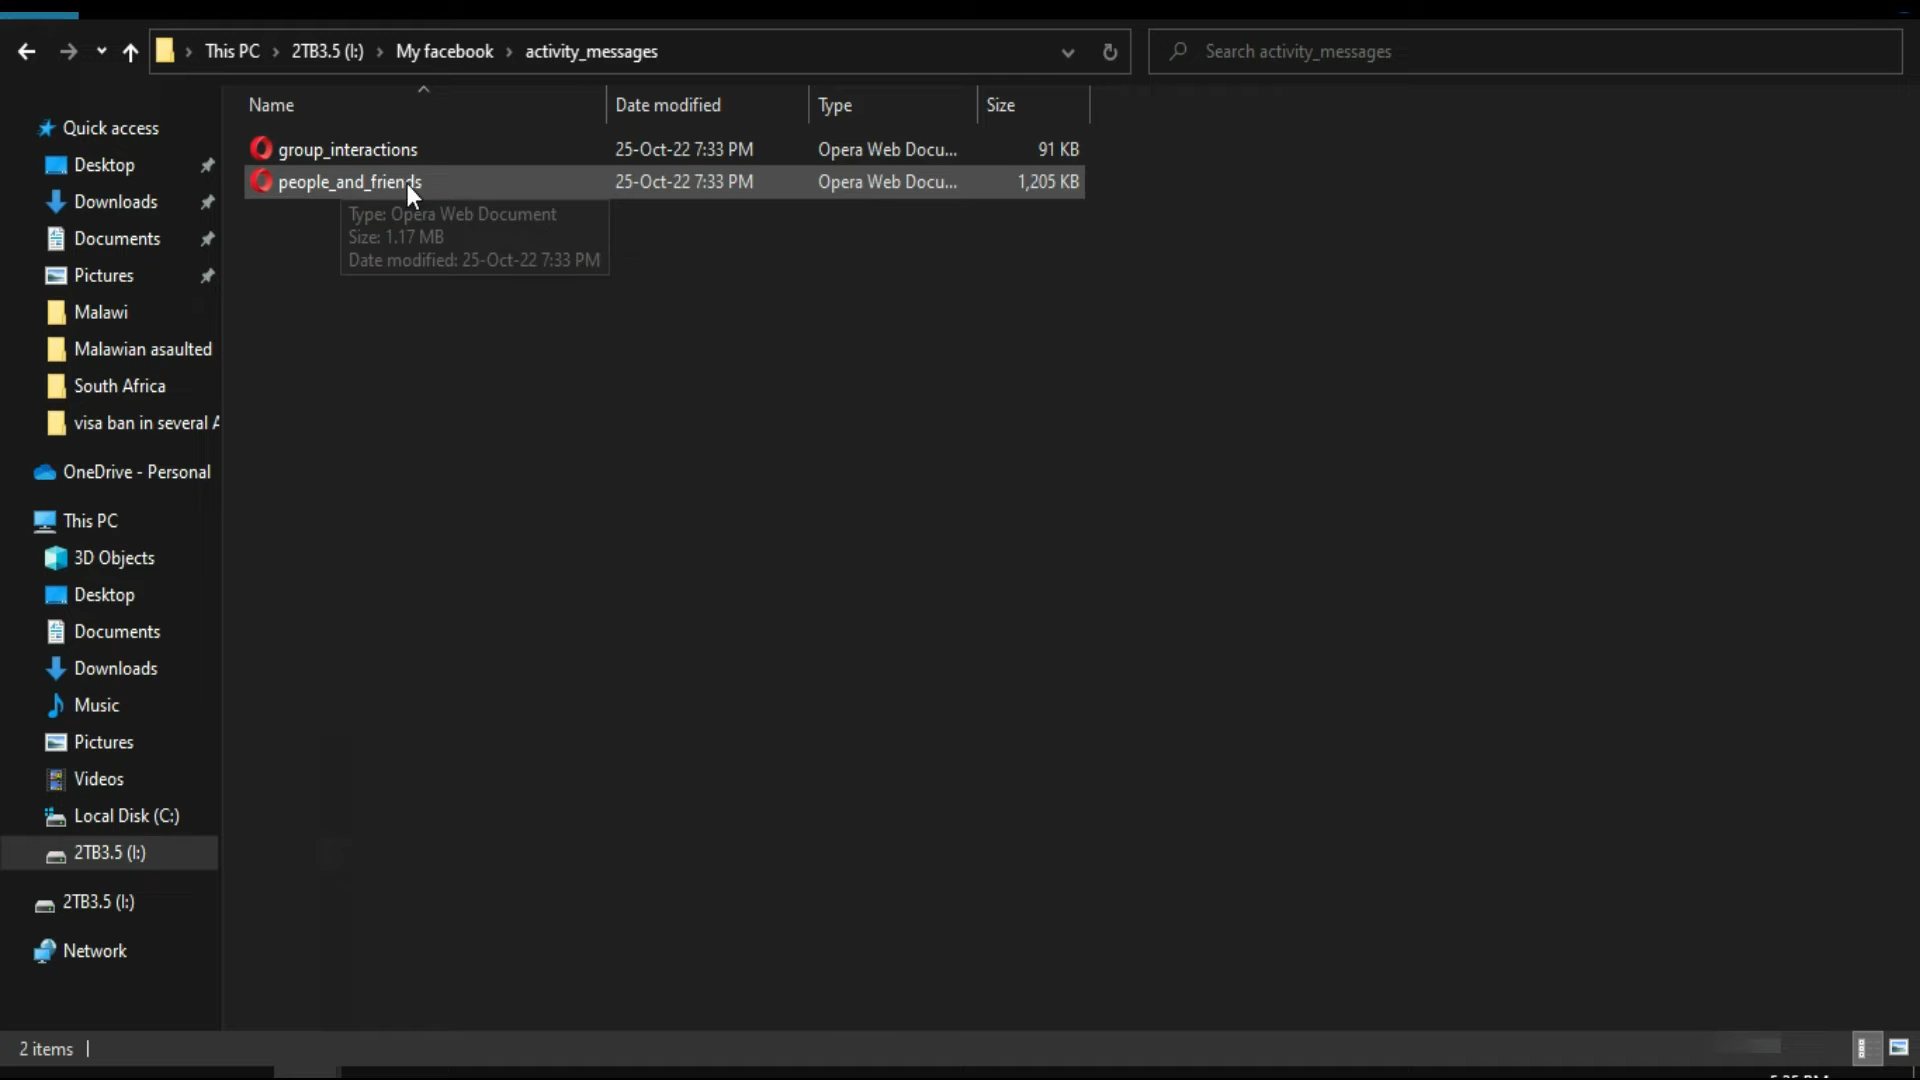 This PC > 2TB3.5 (I:) > My facebook > activity_messages
Search activity_messages
Name Date modified Type Size
group_interactions 25-Oct-22 7:33 PM Opera Web Docu... 91 KB
people_and_friends 25-Oct-22 7:33 PM Opera Web Docu... 1,205 KB
Type: Opera Web Document
Size: 1.17 MB
Date modified: 25-Oct-22 7:33 PM
Quick access
Desktop
Downloads
Documents
Pictures
Malawi
Malawian asaulted
South Africa
visa ban in several A
OneDrive - Personal
This PC
3D Objects
Desktop
Documents
Downloads
Music
Pictures
Videos
Local Disk (C:)
2TB3.5 (I:)
2TB3.5 (I:)
Network
2 items